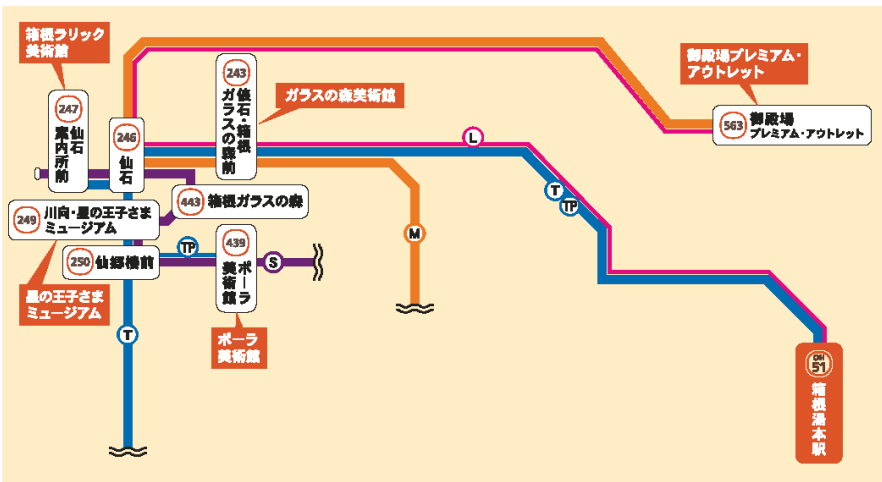 箱根ラリック
美術館
247
仙石
案内所前
246
仙石
243
俵石・箱根
ガラスの森前
ガラスの森美術館
御殿場プレミアム・
アウトレット
563
御殿場
プレミアム・アウトレット
L
443
箱根ガラスの森
T
TP
249
川向・星の王子さま
ミュージアム
M
439
ポーラ
美術館
TP
S
250
仙郷楼前
星の王子さま
ミュージアム
T
ポーラ
美術館
OH
51
箱根湯本駅